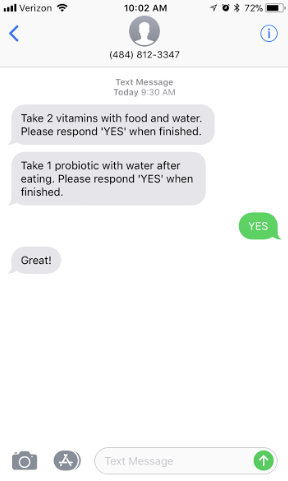 Verizon 10:02 AM 72%
(484) 812-3347
Text Message
Today 9:30 AM
Take 2 vitamins with food and water.
Please respond 'YES' when finished.
Take 1 probiotic with water after
eating. Please respond 'YES' when
finished.
YES
Great!
Text Message